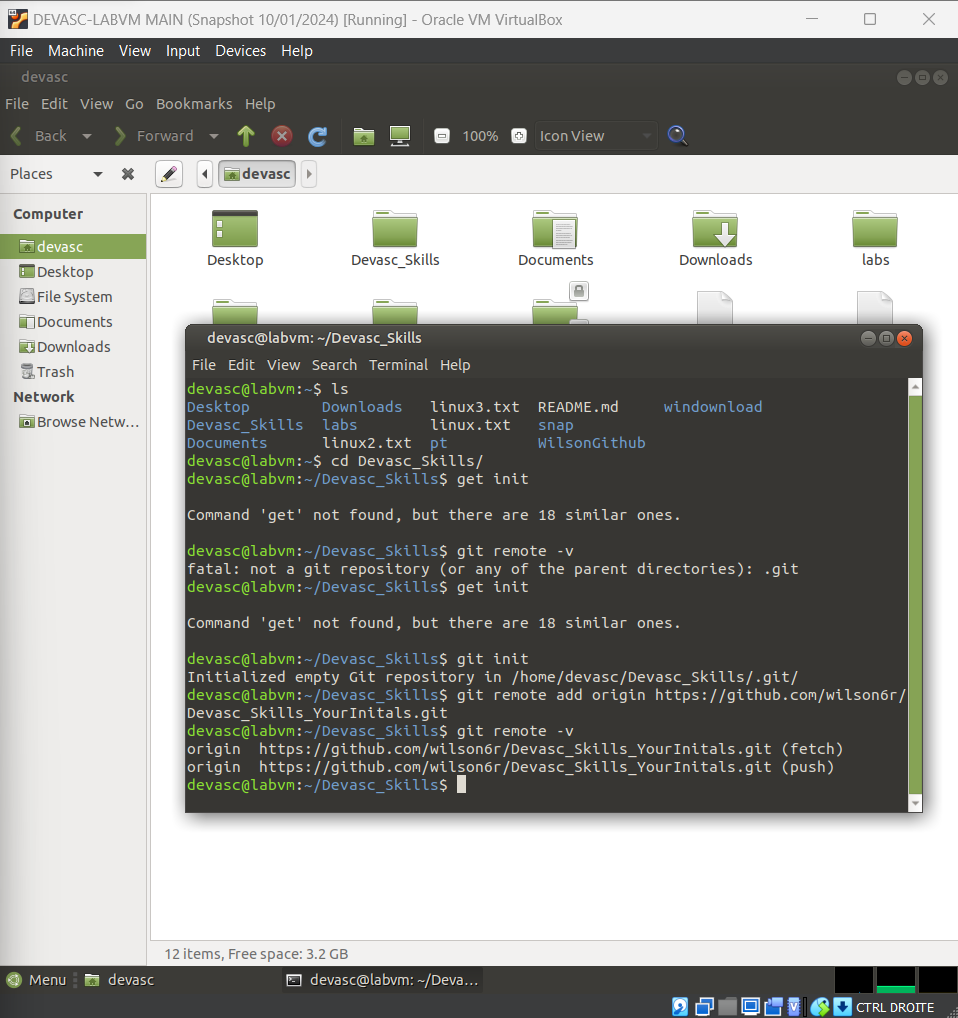 DEVASC-LABVM MAIN (Snapshot 10/01/2024) [Running] - Oracle VM VirtualBox
File Machine View Input Devices Help
devasc
File Edit View Go Bookmarks Help
Back Forward 100% Icon View
Places devasc
Computer
devasc
Desktop
File System
Documents
Downloads
Trash
Network
Browse Netw...
Desktop Devasc_Skills Documents Downloads labs
devasc@labvm: ~/Devasc_Skills
File Edit View Search Terminal Help
devasc@labvm:~$ ls
Desktop Downloads linux3.txt README.md windownload
Devasc_Skills labs linux.txt snap
Documents linux2.txt pt WilsonGithub
devasc@labvm:~$ cd Devasc_Skills/
devasc@labvm:~/Devasc_Skills$ get init
Command 'get' not found, but there are 18 similar ones.
devasc@labvm:~/Devasc_Skills$ git remote -v
fatal: not a git repository (or any of the parent directories): .git
devasc@labvm:~/Devasc_Skills$ get init
Command 'get' not found, but there are 18 similar ones.
devasc@labvm:~/Devasc_Skills$ git init
Initialized empty Git repository in /home/devasc/Devasc_Skills/.git/
devasc@labvm:~/Devasc_Skills$ git remote add origin https://github.com/wilson6r/
Devasc_Skills_YourInitals.git
devasc@labvm:~/Devasc_Skills$ git remote -v
origin https://github.com/wilson6r/Devasc_Skills_YourInitals.git (fetch)
origin https://github.com/wilson6r/Devasc_Skills_YourInitals.git (push)
devasc@labvm:~/Devasc_Skills$
12 items, Free space: 3.2 GB
Menu devasc devasc@labvm: ~/Deva...
CTRL DROITE